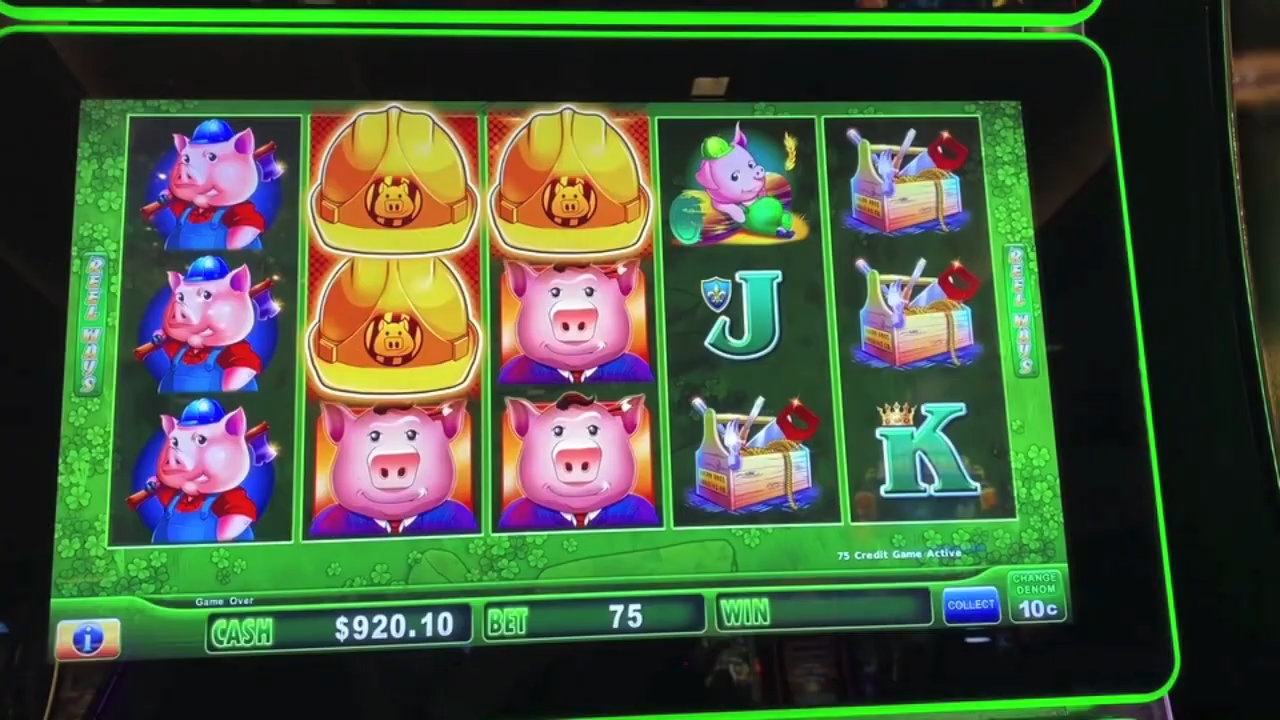 REEL WAYS
REEL WAYS
J
K
75 Credit Game Active
Game Over
CASH $920.10
BET 75
WIN
COLLECT
CHANGE
DENOM
10c
i